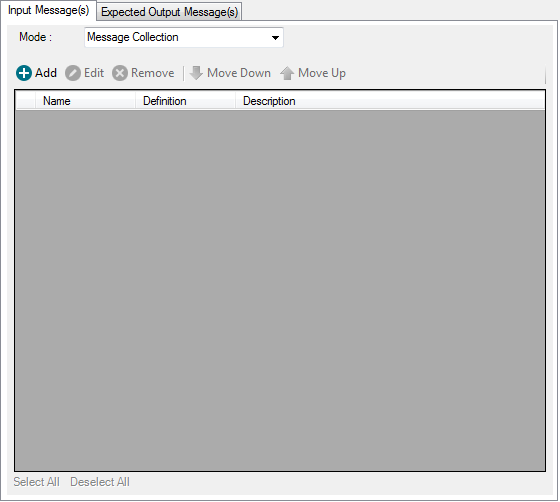 Input Message(s) Expected Output Message(s)
Mode : Message Collection
Add Edit Remove Move Down Move Up
Name Definition Description
Select All Deselect All